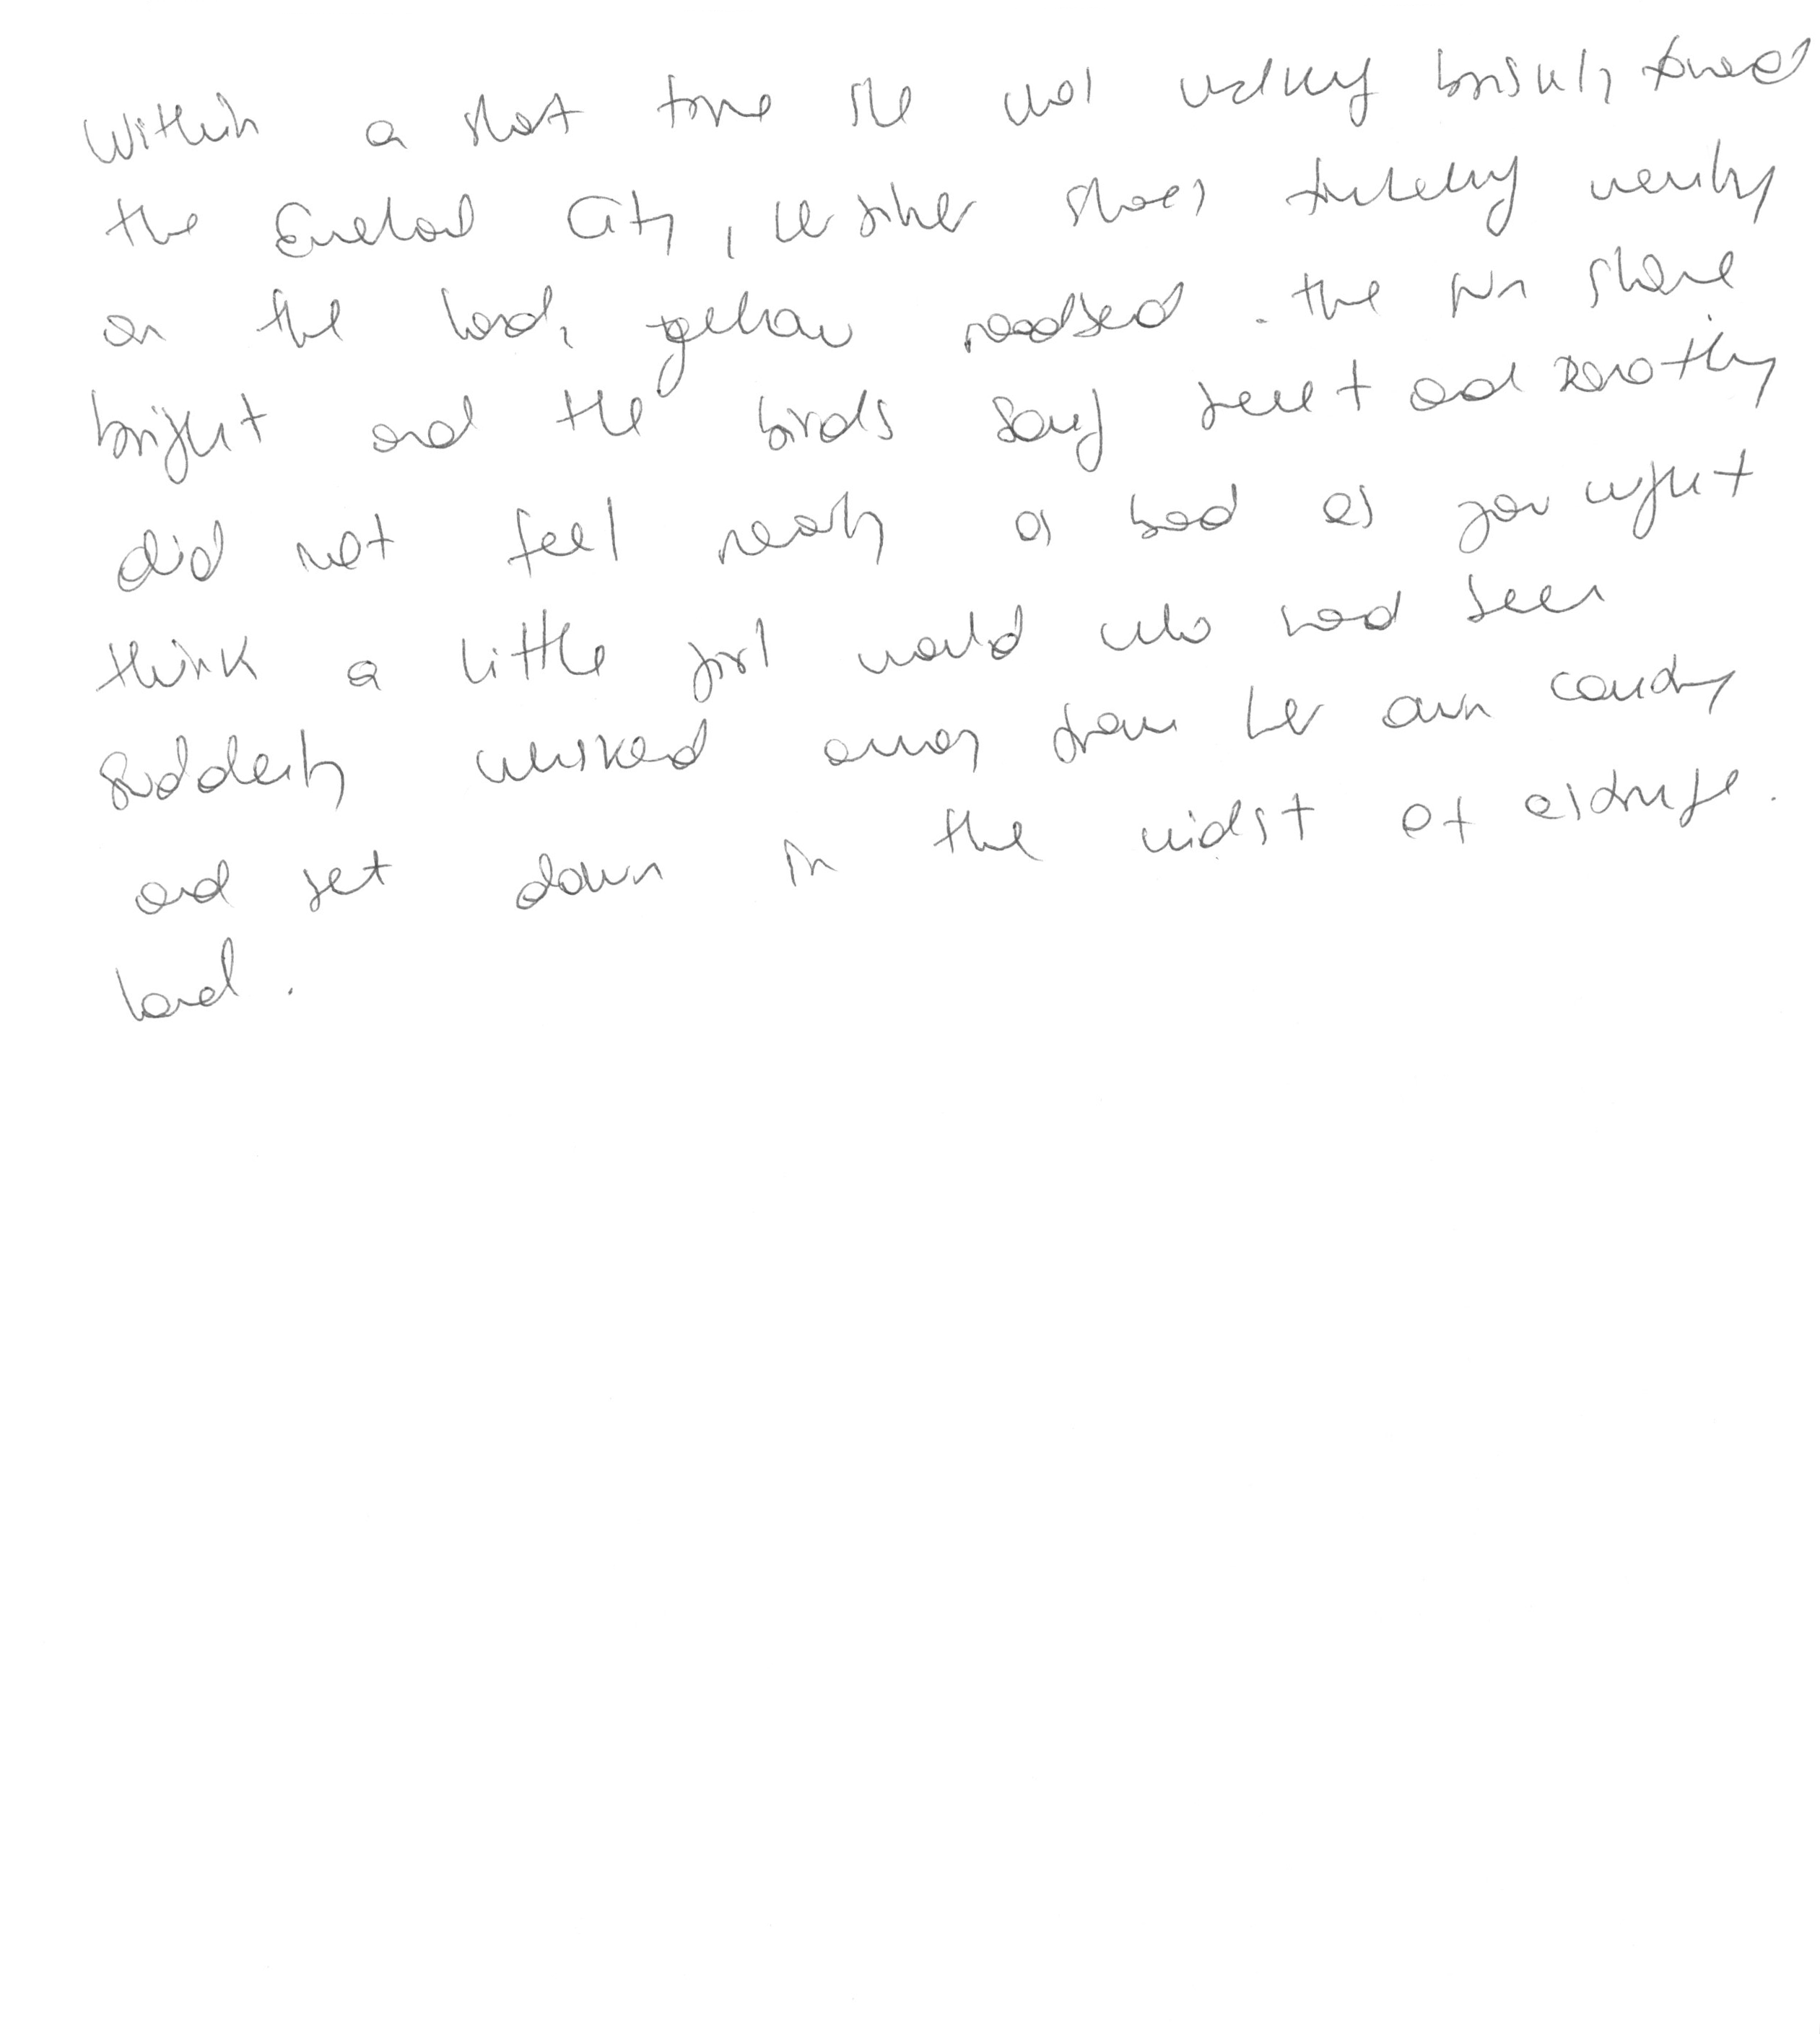 Within a short time she was walking briskly toward
the Emerald City, her silver shoes tinkling merrily
on the hard, yellow roadbed. The sun shone
bright and the birds sang sweet and Dorothy
did not feel nearly as bad as you might
think a little girl would who had been
suddenly whisked away from her own country
and set down in the midst of a strange.
land.